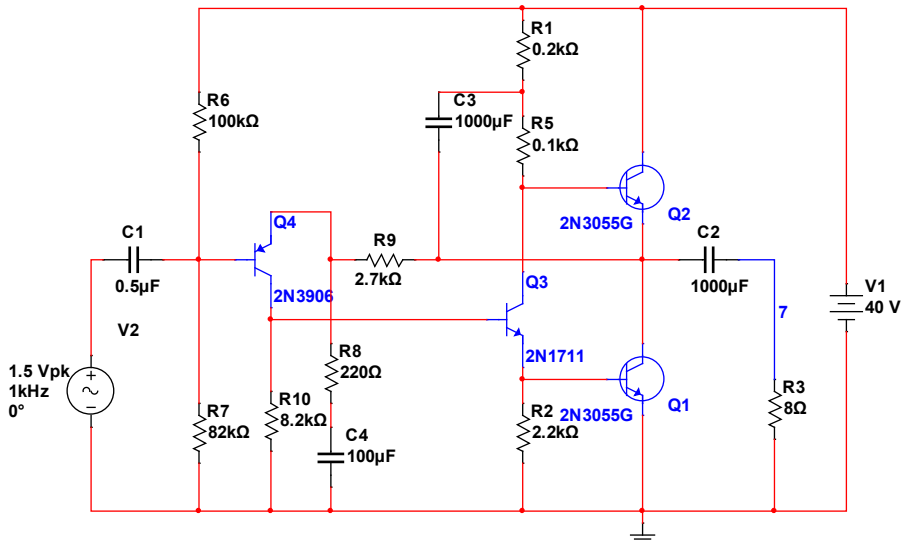 R1
0.2kΩ
R6
100kΩ
C3
1000µF
R5
0.1kΩ
Q4
Q2
2N3055G
C1
0.5µF
R9
2.7kΩ
C2
1000µF
2N3906
Q3
V1
40 V
7
V2
2N1711
R8
220Ω
1.5 Vpk
1kHz
0°
R10
8.2kΩ
R7
82kΩ
Q1
2N3055G
R2
2.2kΩ
R3
8Ω
C4
100µF